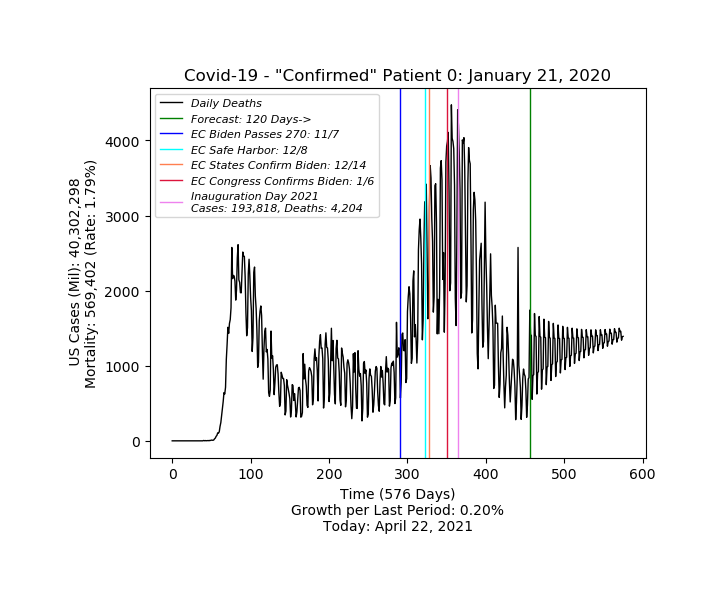 Covid-19 - "Confirmed" Patient 0: January 21, 2020
Daily Deaths
Forecast: 120 Days->
EC Biden Passes 270: 11/7
EC Safe Harbor: 12/8
EC States Confirm Biden: 12/14
EC Congress Confirms Biden: 1/6
Inauguration Day 2021
Cases: 193,818, Deaths: 4,204
US Cases (Mil): 40,302,298
Mortality: 569,402 (Rate: 1.79%)
4000
3000
2000
1000
0
0 100 200 300 400 500 600
Time (576 Days)
Growth per Last Period: 0.20%
Today: April 22, 2021